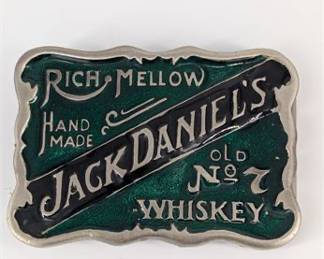 RICH MELLOW
HAND
MADE
JACK DANIEL'S
OLD
No 7
WHISKEY